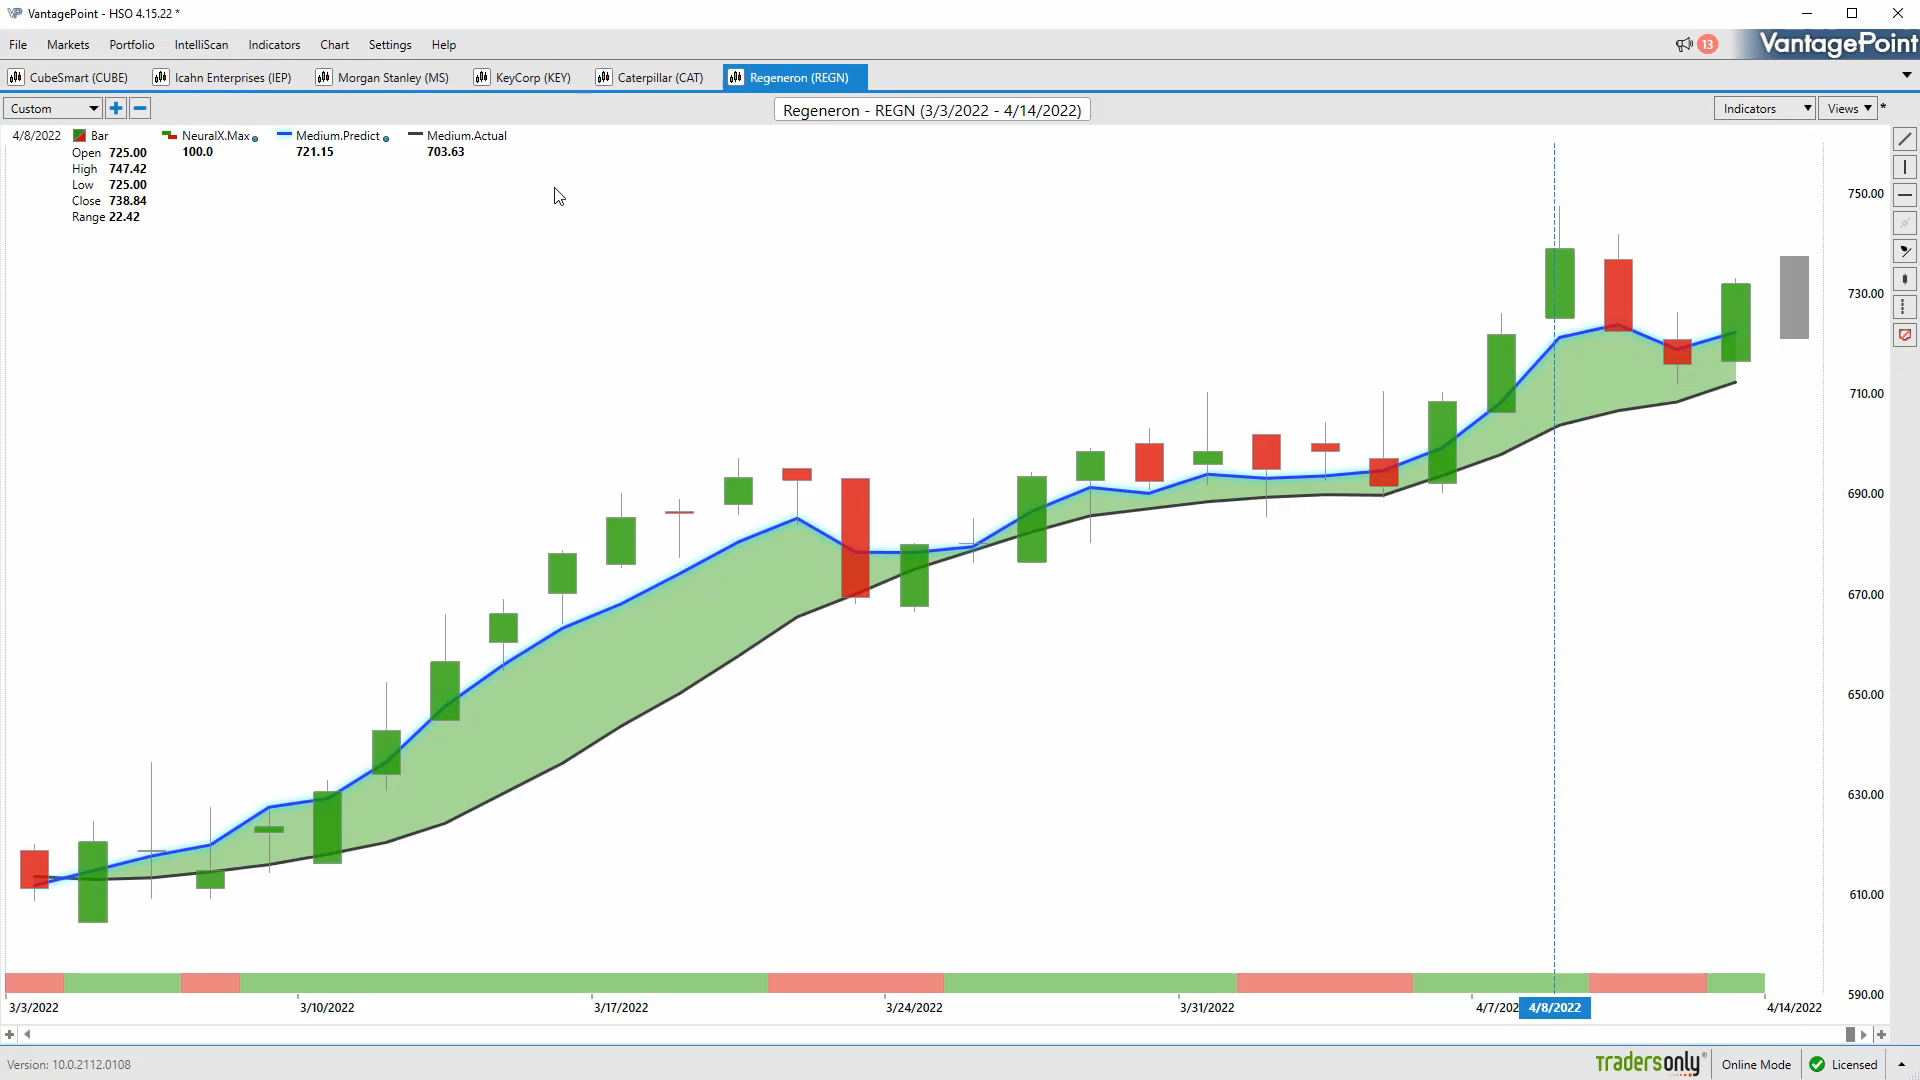 VP VantagePoint - HSO 4.15.22 *
File Markets Portfolio IntelliScan Indicators Chart Settings Help 13 VantagePoint
CubeSmart (CUBE) Icahn Enterprises (IEP) Morgan Stanley (MS) KeyCorp (KEY) Caterpillar (CAT) Regeneron (REGN)
Custom Regeneron - REGN (3/3/2022 - 4/14/2022) Indicators Views *
4/8/2022 Bar NeuralX.Max Medium.Predict Medium.Actual
Open 725.00 100.0 721.15 703.63
High 747.42
Low 725.00
Close 738.84
Range 22.42
750.00
730.00
710.00
690.00
670.00
650.00
630.00
610.00
590.00
3/3/2022 3/10/2022 3/17/2022 3/24/2022 3/31/2022 4/7/202 4/8/2022 4/14/2022
Version: 10.0.2112.0108 tradersonly® Online Mode Licensed